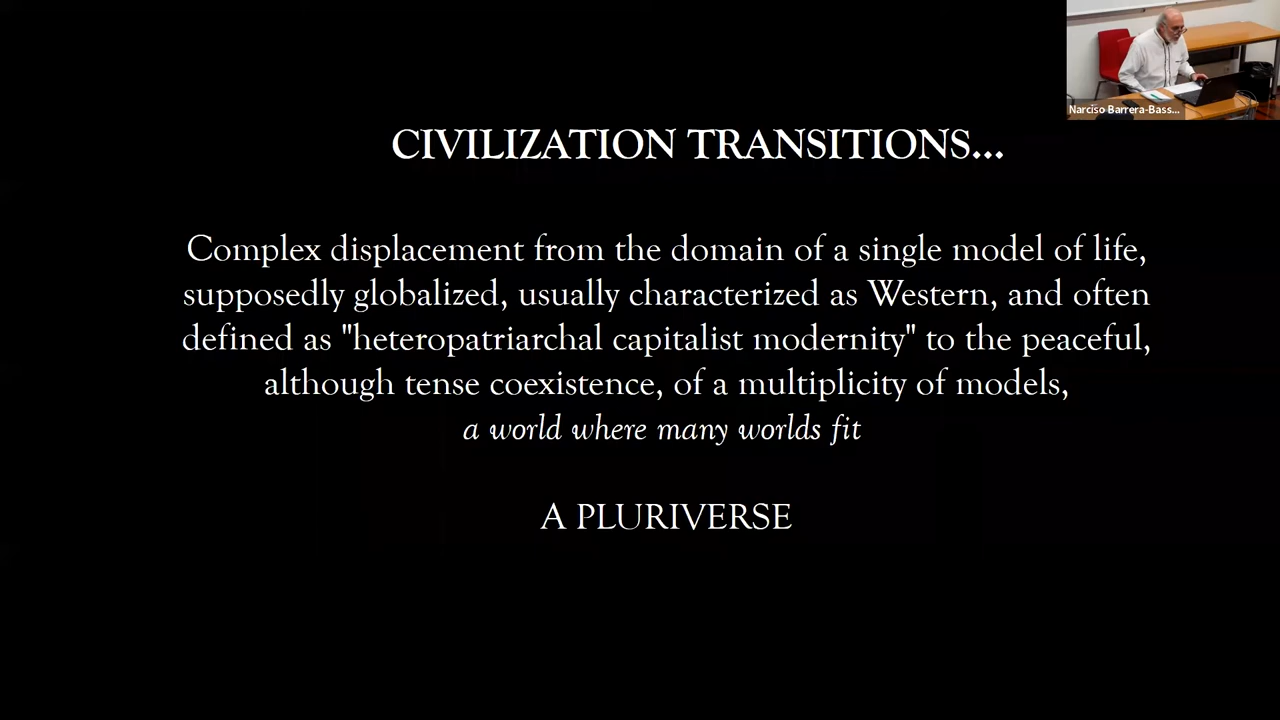 Narciso Barrera-Bass...
CIVILIZATION TRANSITIONS...
Complex displacement from the domain of a single model of life,
supposedly globalized, usually characterized as Western, and often
defined as "heteropatriarchal capitalist modernity" to the peaceful,
although tense coexistence, of a multiplicity of models,
a world where many worlds fit
A PLURIVERSE